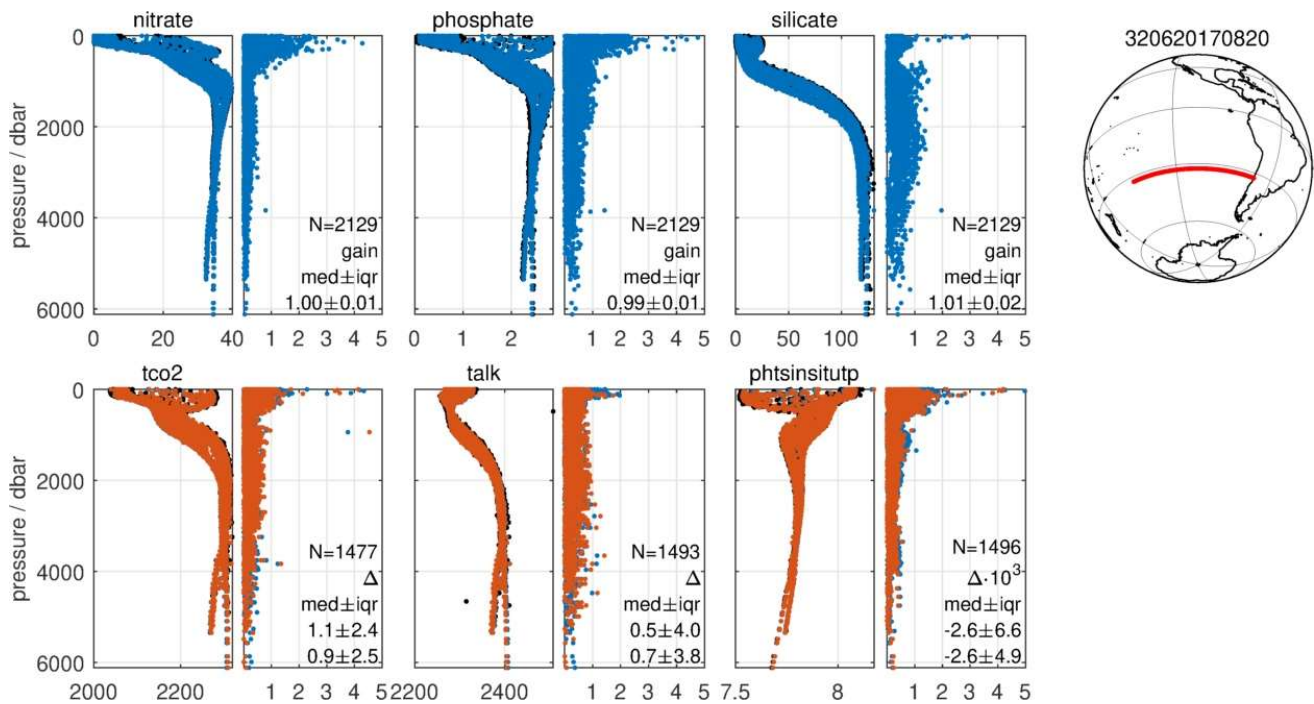 nitrate
phosphate
silicate
320620170820
pressure / dbar
0
2000
4000
6000
N=2129
gain
med±iqr
1.00±0.01
N=2129
gain
med±iqr
0.99±0.01
N=2129
gain
med±iqr
1.01±0.02
0 20 40 1 2 3 4 5
0 1 2 1 2 3 4 5
0 50 100 1 2 3 4 5
tco2
talk
phtsinsitutp
pressure / dbar
0
2000
4000
6000
N=1477
Δ
med±iqr
1.1±2.4
0.9±2.5
N=1493
Δ
med±iqr
0.5±4.0
0.7±3.8
N=1496
Δ·10³
med±iqr
-2.6±6.6
-2.6±4.9
2000 2200 1 2 3 4 5
2200 2400 1 2 3 4 5
7.5 8 1 2 3 4 5